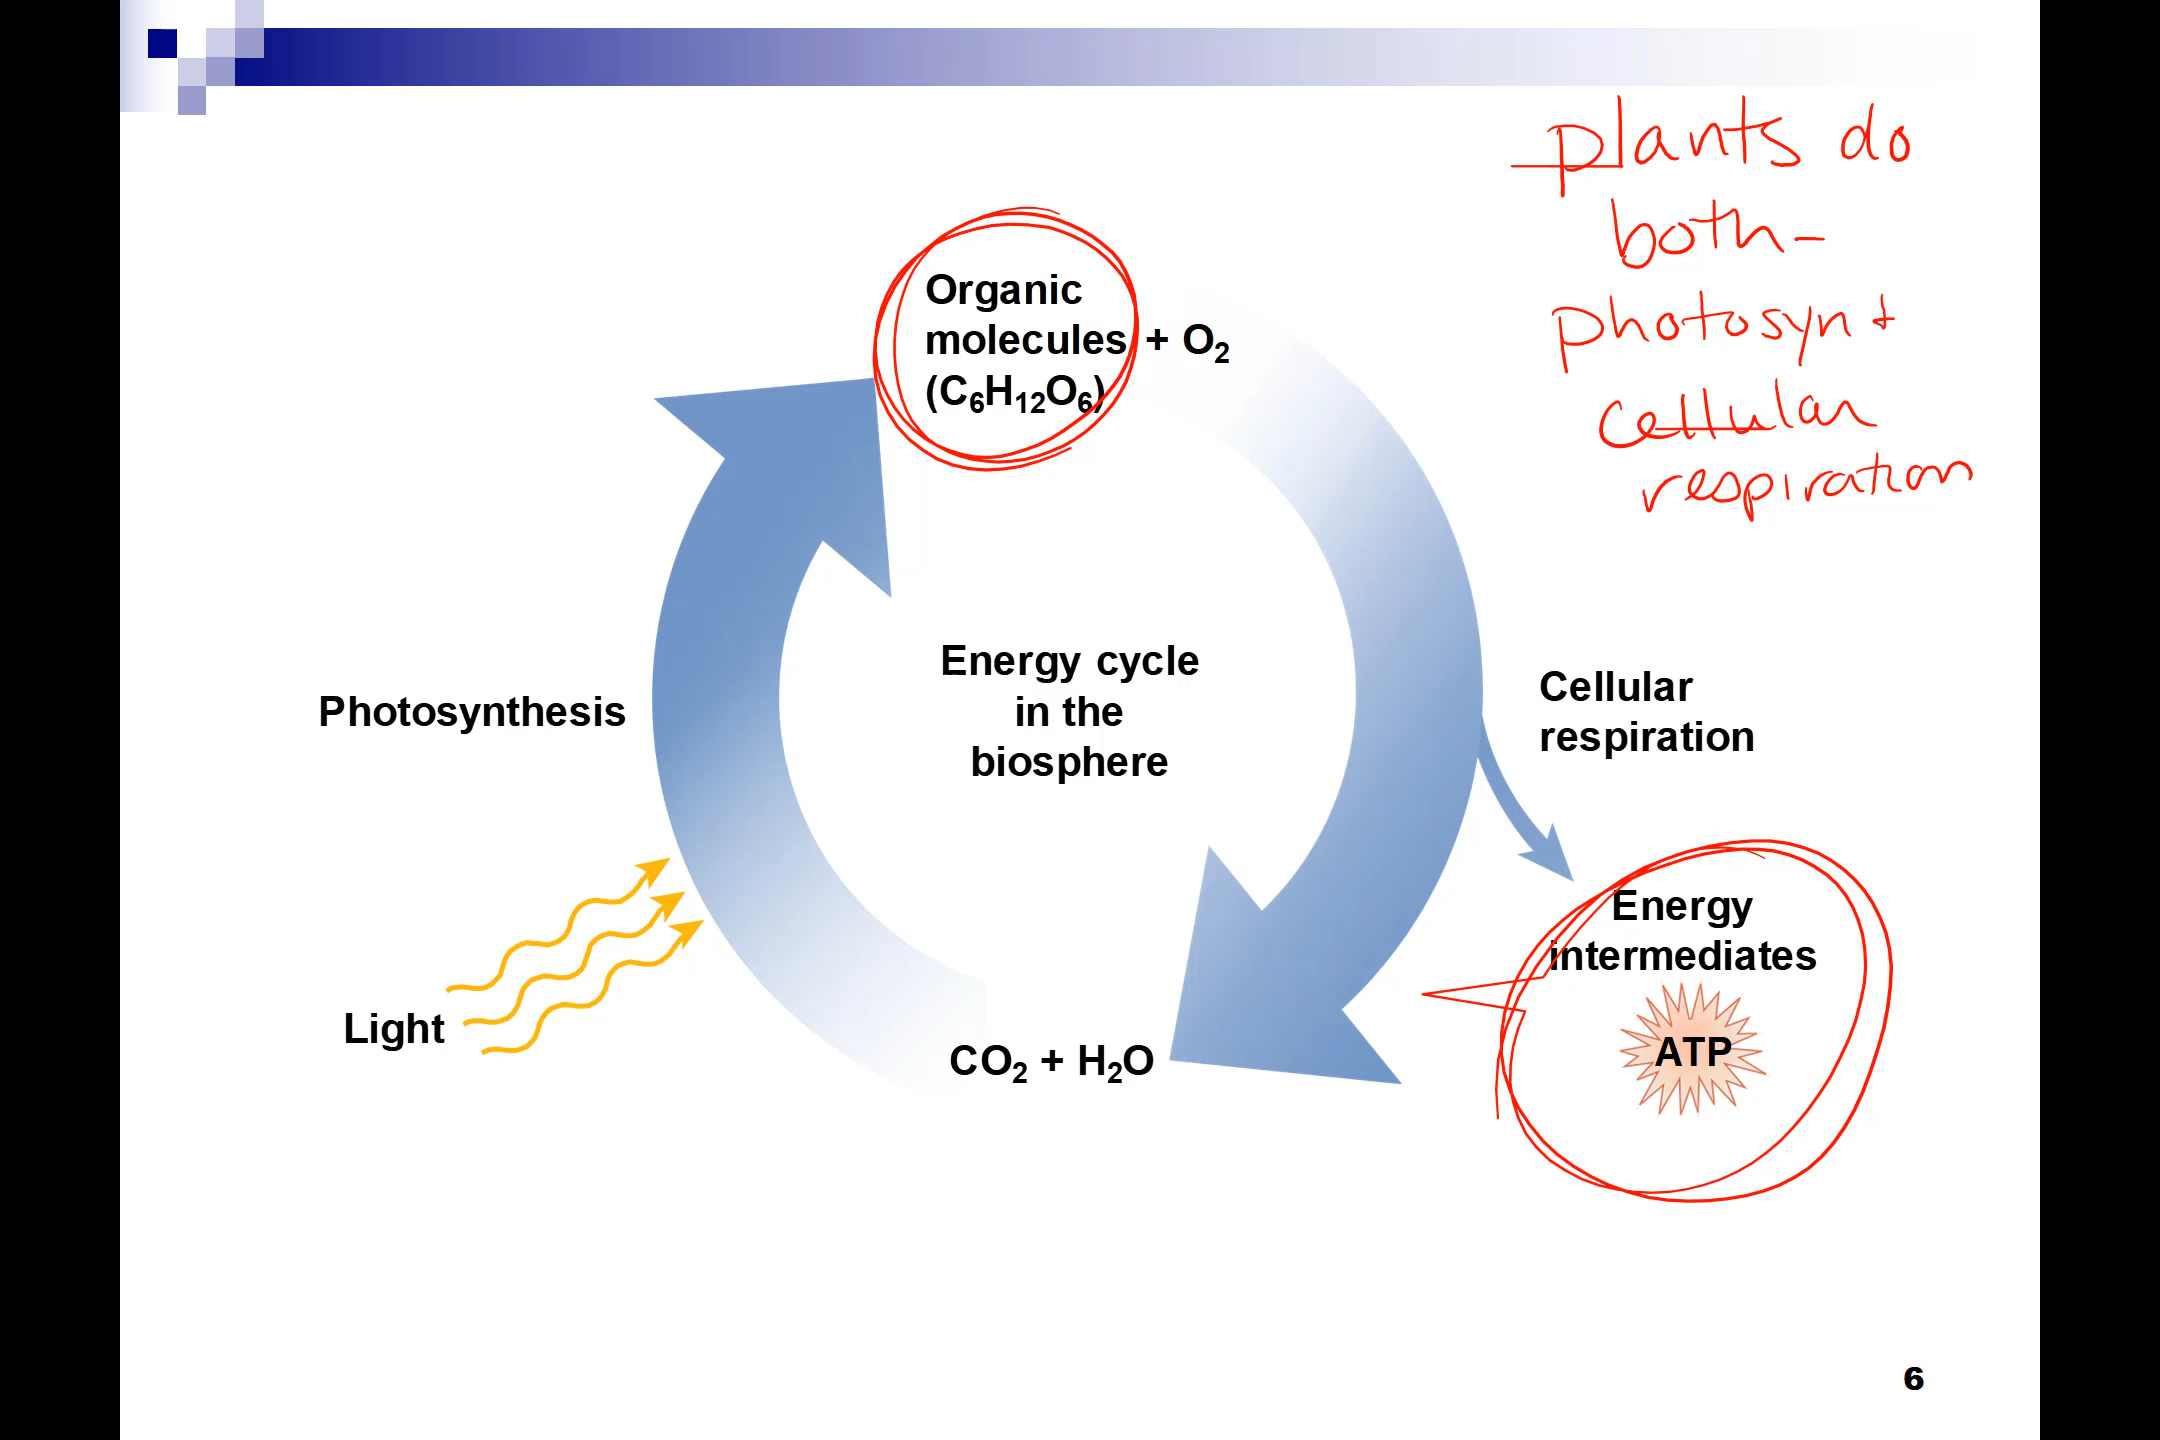 plants do
both-
photosyn +
cellular
respiration
Organic
molecules + O₂
(C₆H₁₂O₆)
Energy cycle
in the
biosphere
Photosynthesis
Cellular
respiration
Light
Energy
intermediates
ATP
CO₂ + H₂O
6